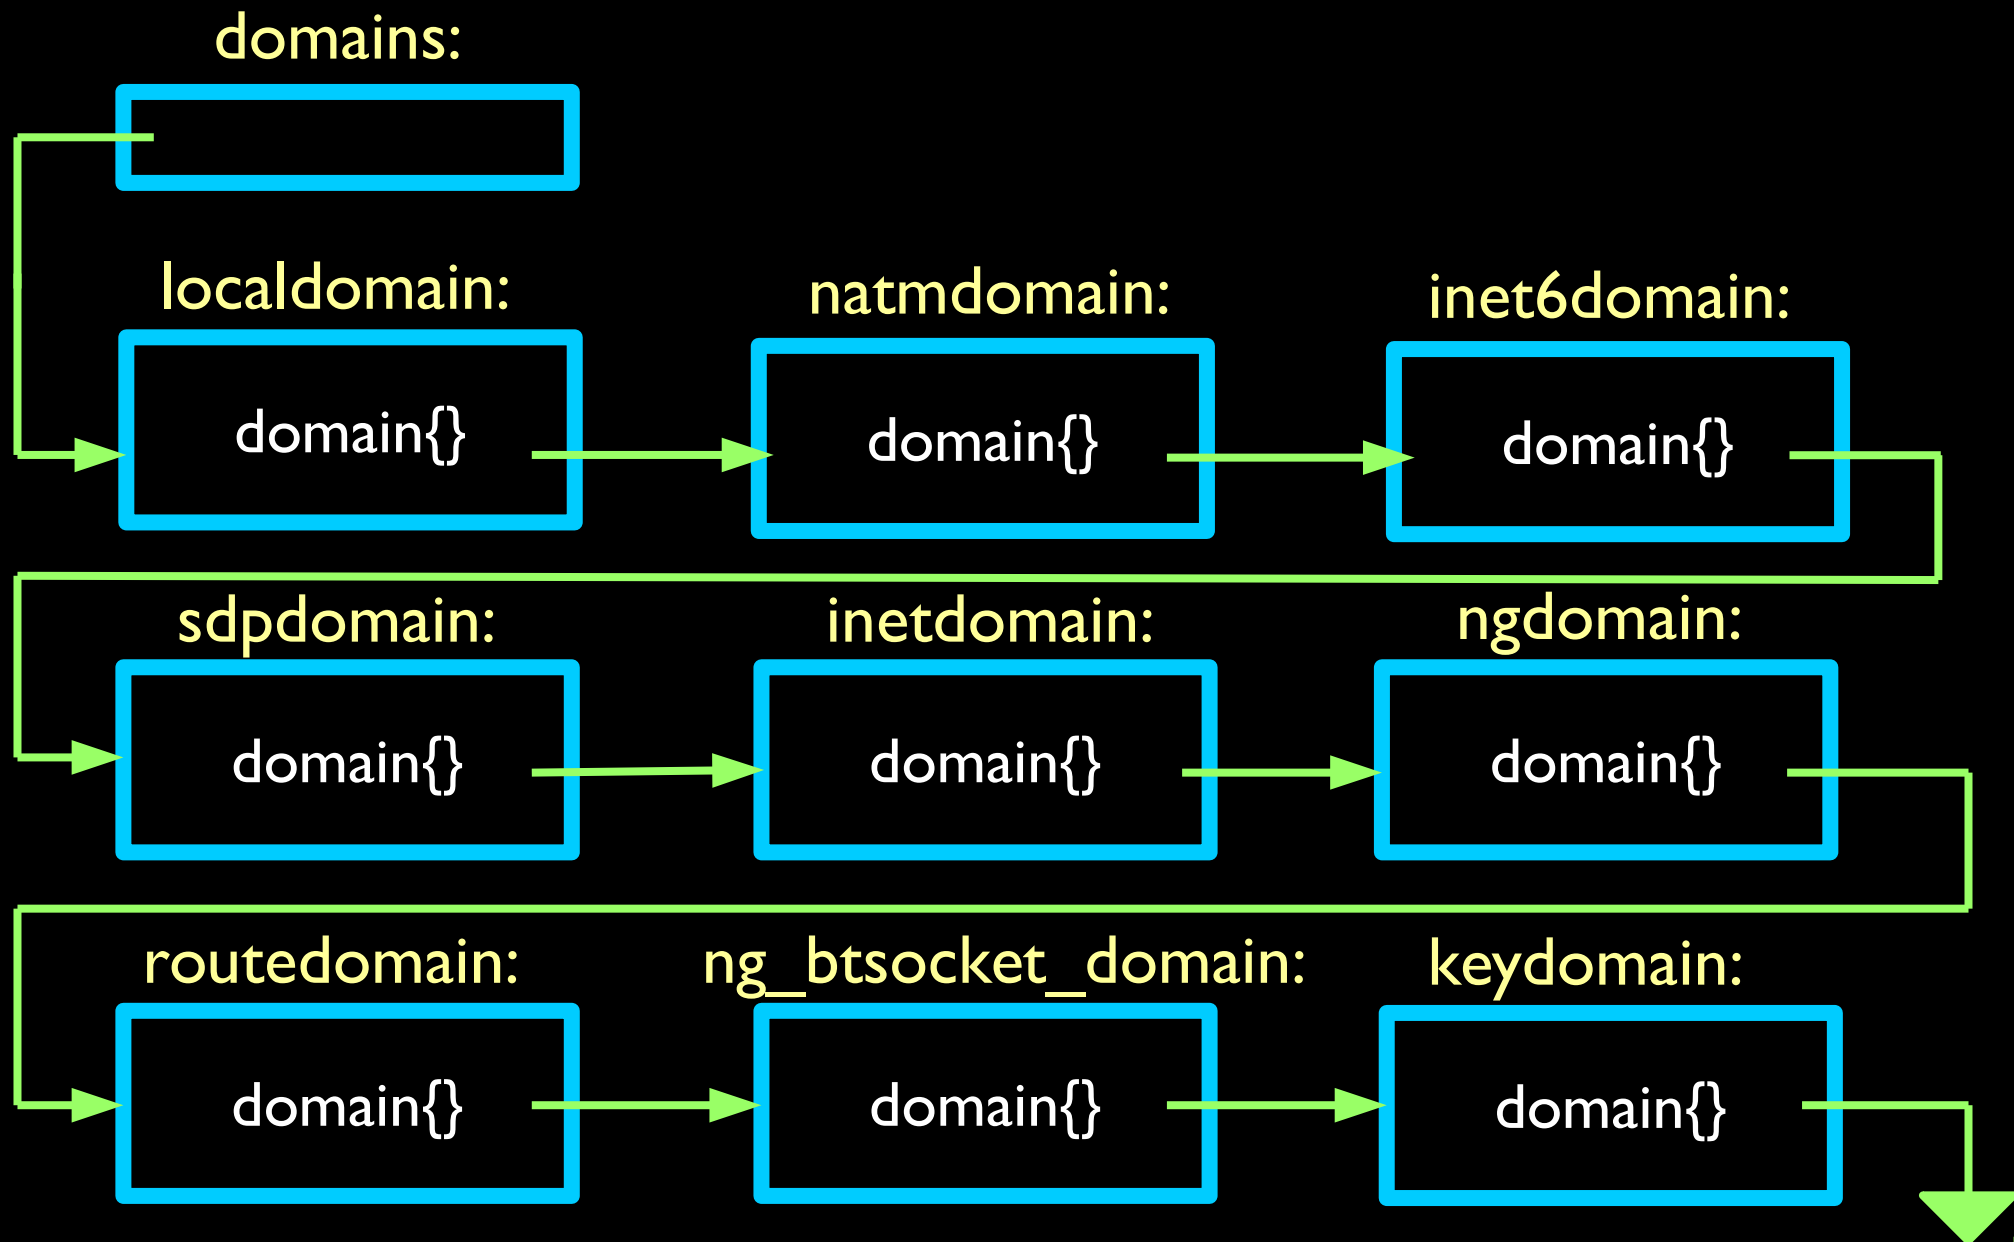 domains:
localdomain: natmdomain: inet6domain:
domain{} domain{} domain{}
sdpdomain: inetdomain: ngdomain:
domain{} domain{} domain{}
routedomain: ng_btsocket_domain: keydomain:
domain{} domain{} domain{}